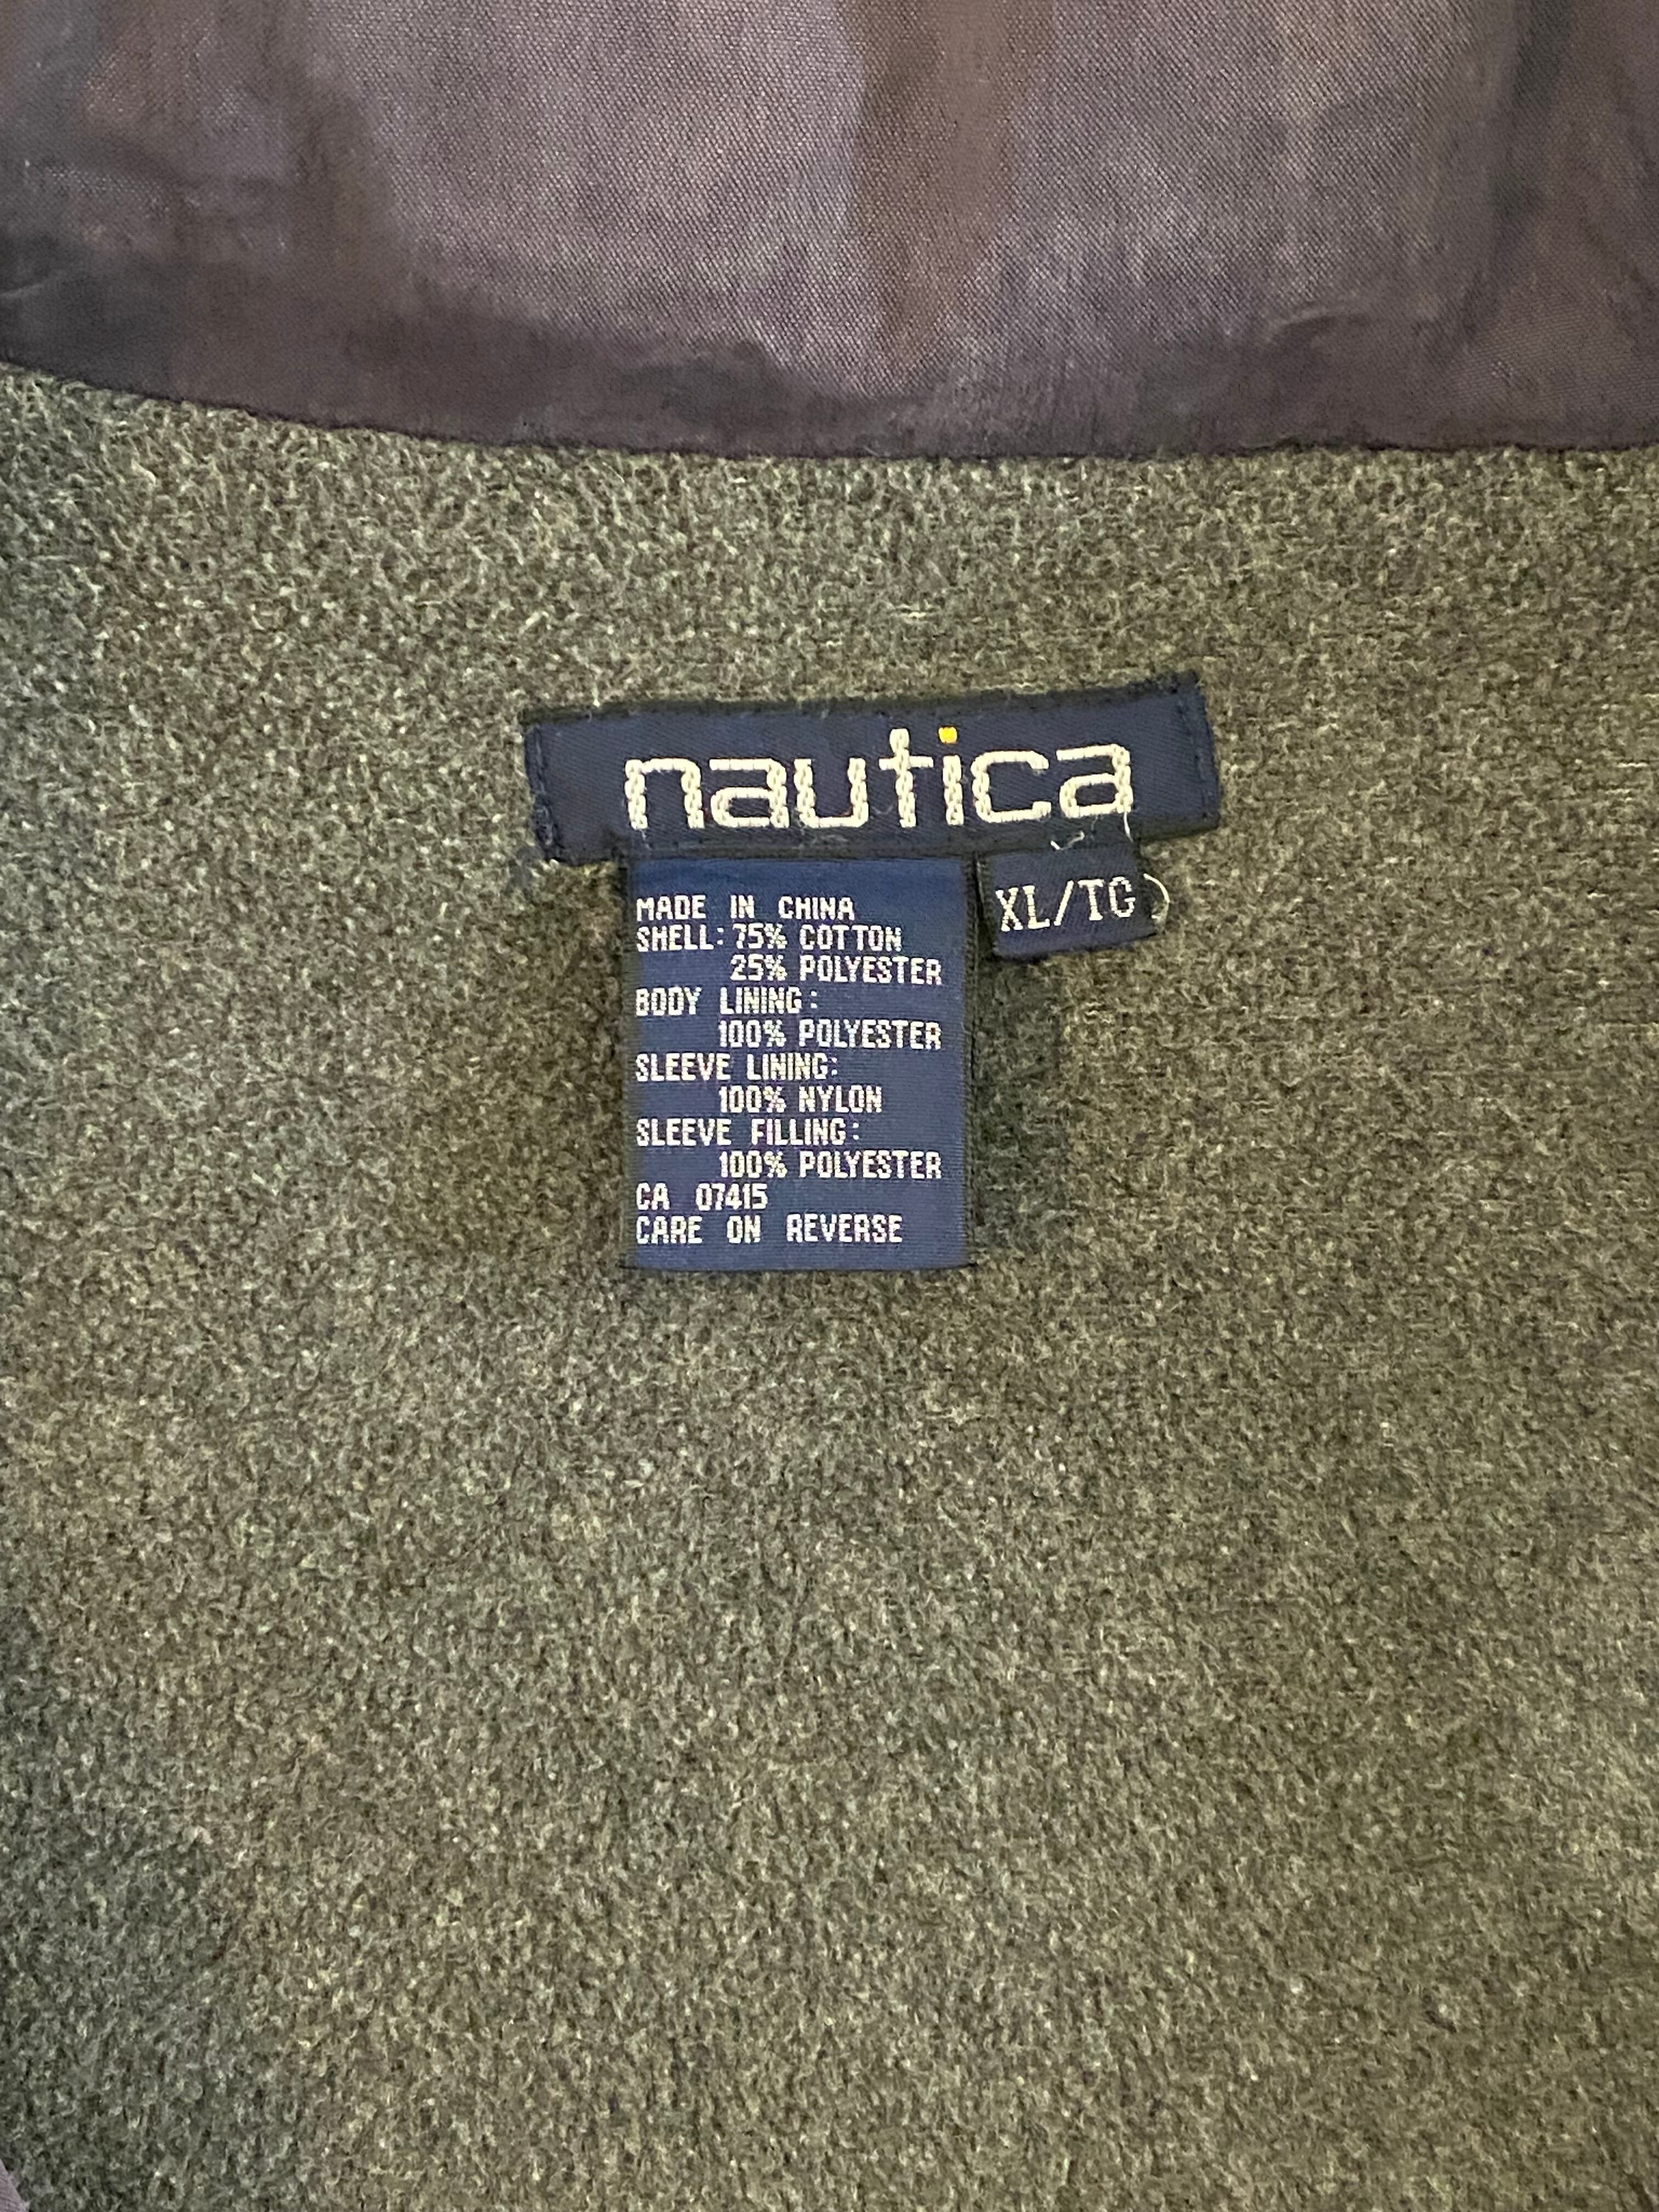 nautica
XL/TG
MADE IN CHINA
SHELL: 75% COTTON
25% POLYESTER
BODY LINING:
100% POLYESTER
SLEEVE LINING:
100% NYLON
SLEEVE FILLING:
100% POLYESTER
CA 07415
CARE ON REVERSE